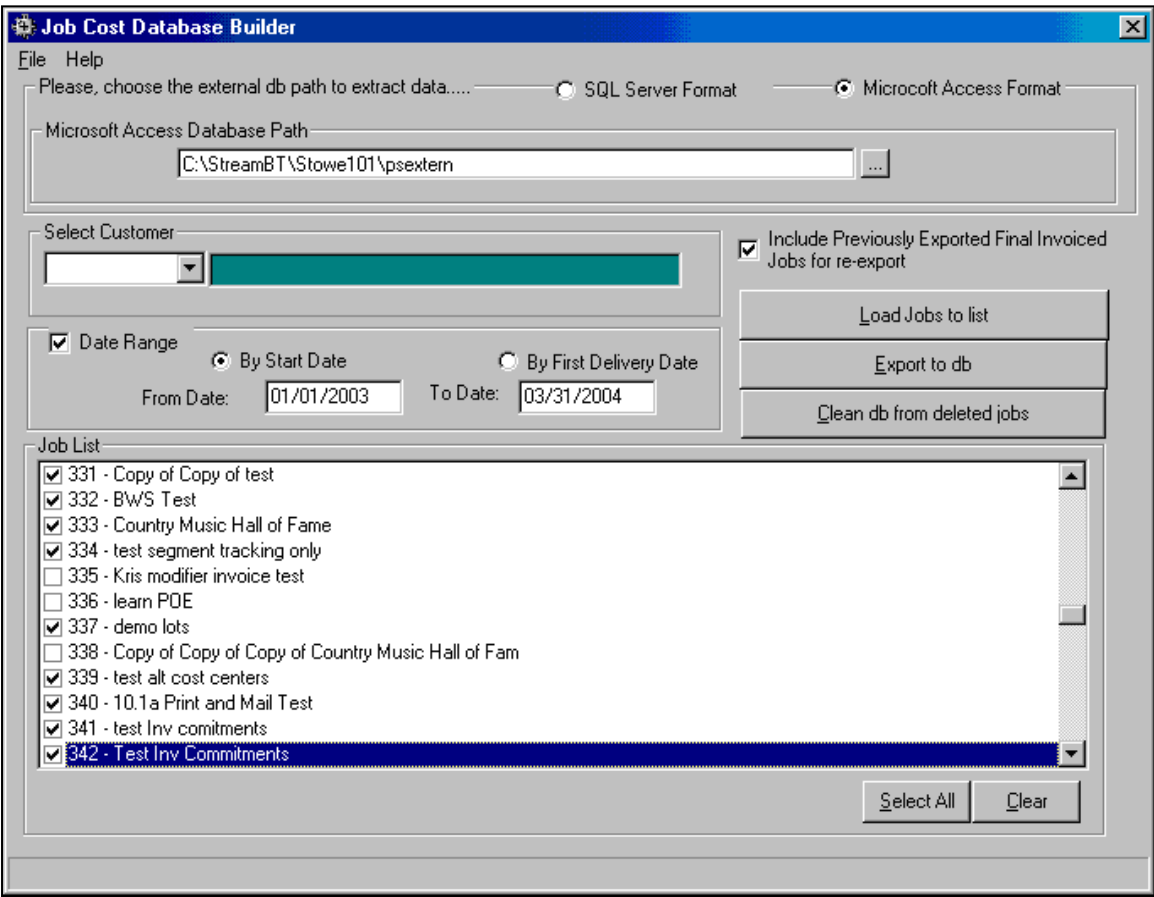 Job Cost Database Builder
File Help
Please, choose the external db path to extract data..... SQL Server Format Microcoft Access Format
Microsoft Access Database Path
C:\StreamBT\Stowe101\psextern ...
Select Customer
Include Previously Exported Final Invoiced
Jobs for re-export
Load Jobs to list
Date Range
By Start Date By First Delivery Date
From Date: 01/01/2003 To Date: 03/31/2004
Export to db
Clean db from deleted jobs
Job List
331 - Copy of Copy of test
332 - BWS Test
333 - Country Music Hall of Fame
334 - test segment tracking only
335 - Kris modifier invoice test
336 - learn POE
337 - demo lots
338 - Copy of Copy of Copy of Country Music Hall of Fam
339 - test alt cost centers
340 - 10.1a Print and Mail Test
341 - test Inv comitments
342 - Test Inv Commitments
Select All Clear